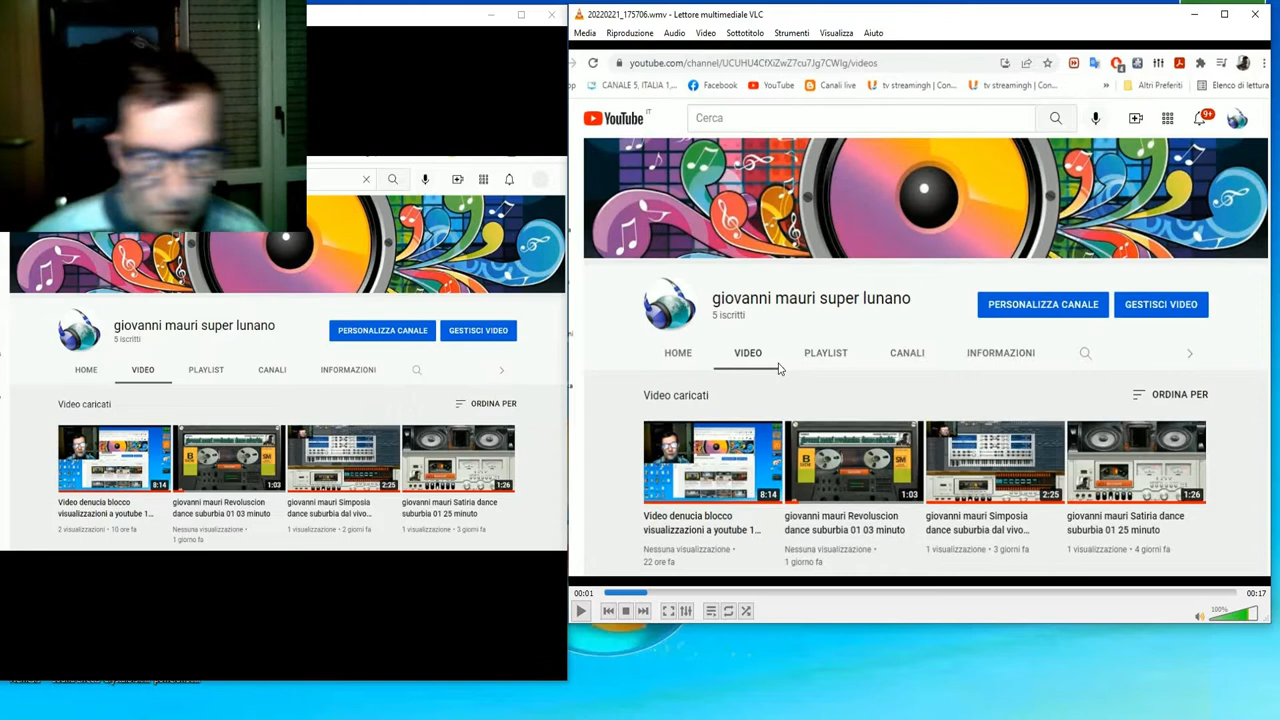 giovanni mauri super lunano
5 iscritti
PERSONALIZZA CANALE
GESTISCI VIDEO
HOME
VIDEO
PLAYLIST
CANALI
INFORMAZIONI
Video caricati
ORDINA PER
8:14
1:03
2:25
1:26
Video denuncia blocco
visualizzazioni a youtube 1...
2 visualizzazioni • 10 ore fa
giovanni mauri Revoluscion
dance suburbia 01 03 minuto
Nessuna visualizzazione •
1 giorno fa
giovanni mauri Simposia
dance suburbia dal vivo...
1 visualizzazione • 2 giorni fa
giovanni mauri Satiria dance
suburbia 01 25 minuto
1 visualizzazione • 3 giorni fa
20220221_175706.wmv - Lettore multimediale VLC
Media Riproduzione Audio Video Sottotitolo Strumenti Visualizza Aiuto
youtube.com/channel/UCUHU4CfXiZwZ7cu7Jg7CWIg/videos
CANALE 5, ITALIA 1,... Facebook YouTube Canali live tv streamingh | Con... tv streamingh | Con... » Altri Preferiti Elenco di lettura
YouTube IT
Cerca
9+
giovanni mauri super lunano
5 iscritti
PERSONALIZZA CANALE
GESTISCI VIDEO
HOME
VIDEO
PLAYLIST
CANALI
INFORMAZIONI
Video caricati
ORDINA PER
8:14
1:03
2:25
1:26
Video denuncia blocco
visualizzazioni a youtube 1...
Nessuna visualizzazione •
22 ore fa
giovanni mauri Revoluscion
dance suburbia 01 03 minuto
Nessuna visualizzazione •
1 giorno fa
giovanni mauri Simposia
dance suburbia dal vivo...
1 visualizzazione • 3 giorni fa
giovanni mauri Satiria dance
suburbia 01 25 minuto
1 visualizzazione • 4 giorni fa
00:01
00:17
100%